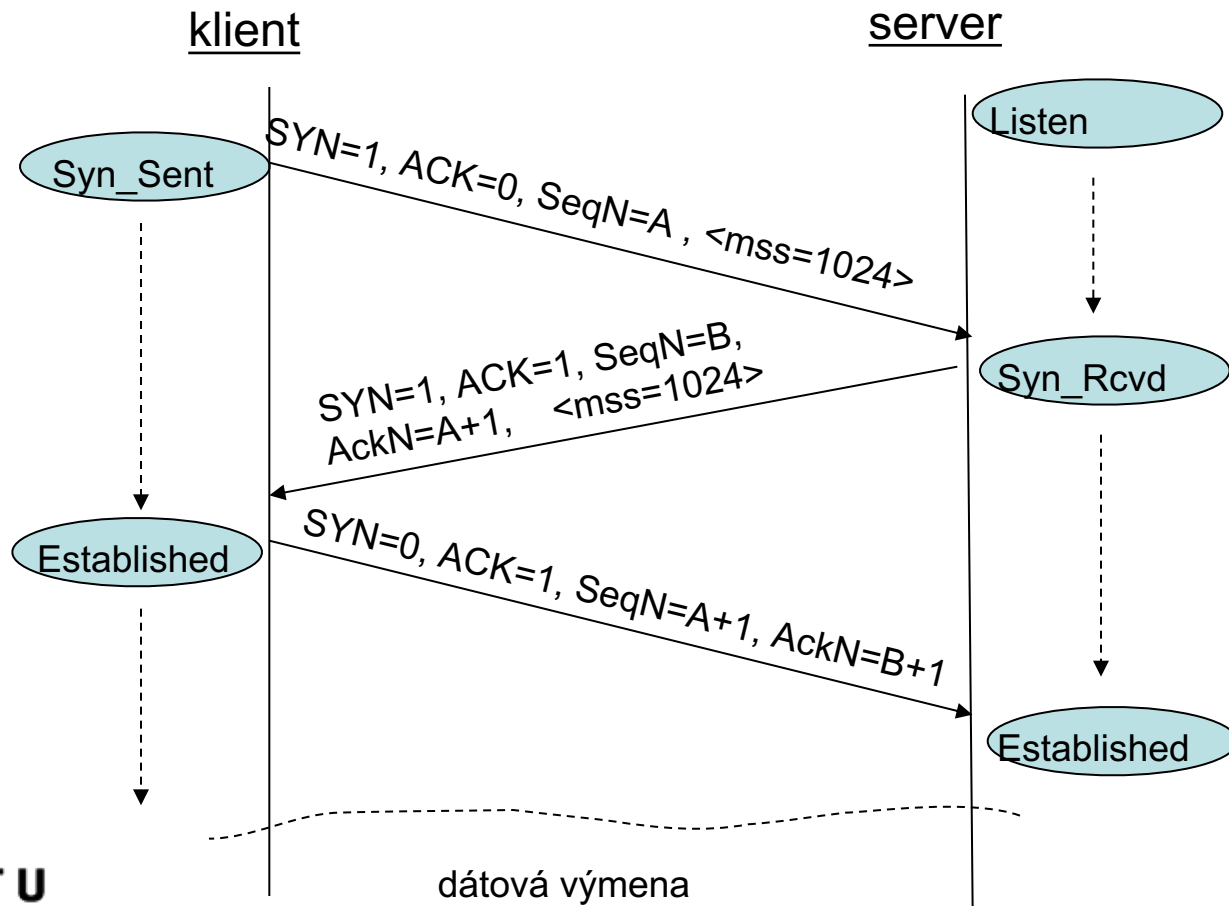 klient
server
Listen
Syn_Sent
SYN=1, ACK=0, SeqN=A , <mss=1024>
Syn_Rcvd
SYN=1, ACK=1, SeqN=B,
AckN=A+1, <mss=1024>
Established
SYN=0, ACK=1, SeqN=A+1, AckN=B+1
Established
dátová výmena
U